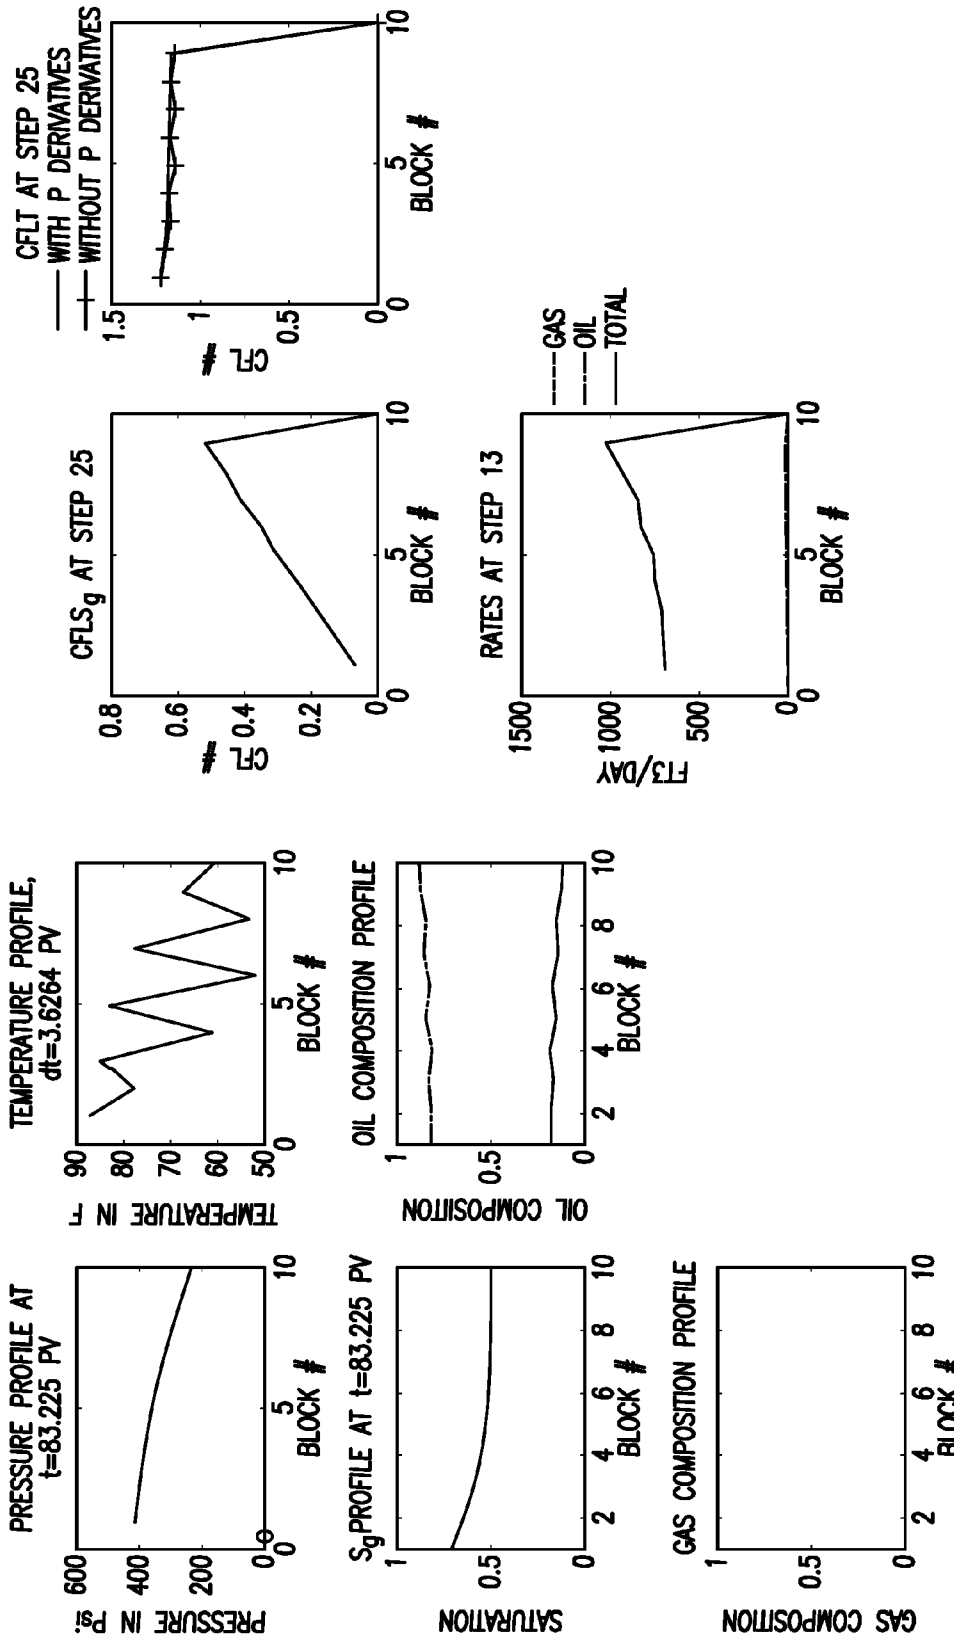 PRESSURE PROFILE AT
t=83.225 PV
PRESSURE IN Psi
600
400
200
0
0
5
10
BLOCK #
TEMPERATURE PROFILE,
dt=3.6264 PV
TEMPERATURE IN F
90
80
70
60
50
0
5
10
BLOCK #
CFLSg AT STEP 25
CFL #
0.8
0.6
0.4
0.2
0
0
5
10
BLOCK #
CFLT AT STEP 25
WITH P DERIVATIVES
WITHOUT P DERIVATIVES
CFL #
1.5
1
0.5
0
0
5
10
BLOCK #
Sg PROFILE AT t=83.225 PV
SATURATION
1
0.5
0
2
4
6
8
10
BLOCK #
OIL COMPOSITION PROFILE
OIL COMPOSIITON
1
0.5
0
2
4
6
8
10
BLOCK #
RATES AT STEP 13
FT3/DAY
1500
1000
500
0
0
5
10
BLOCK #
GAS
OIL
TOTAL
GAS COMPOSITION PROFILE
GAS COMPOSITION
1
0.5
0
2
4
6
8
10
BLOCK #